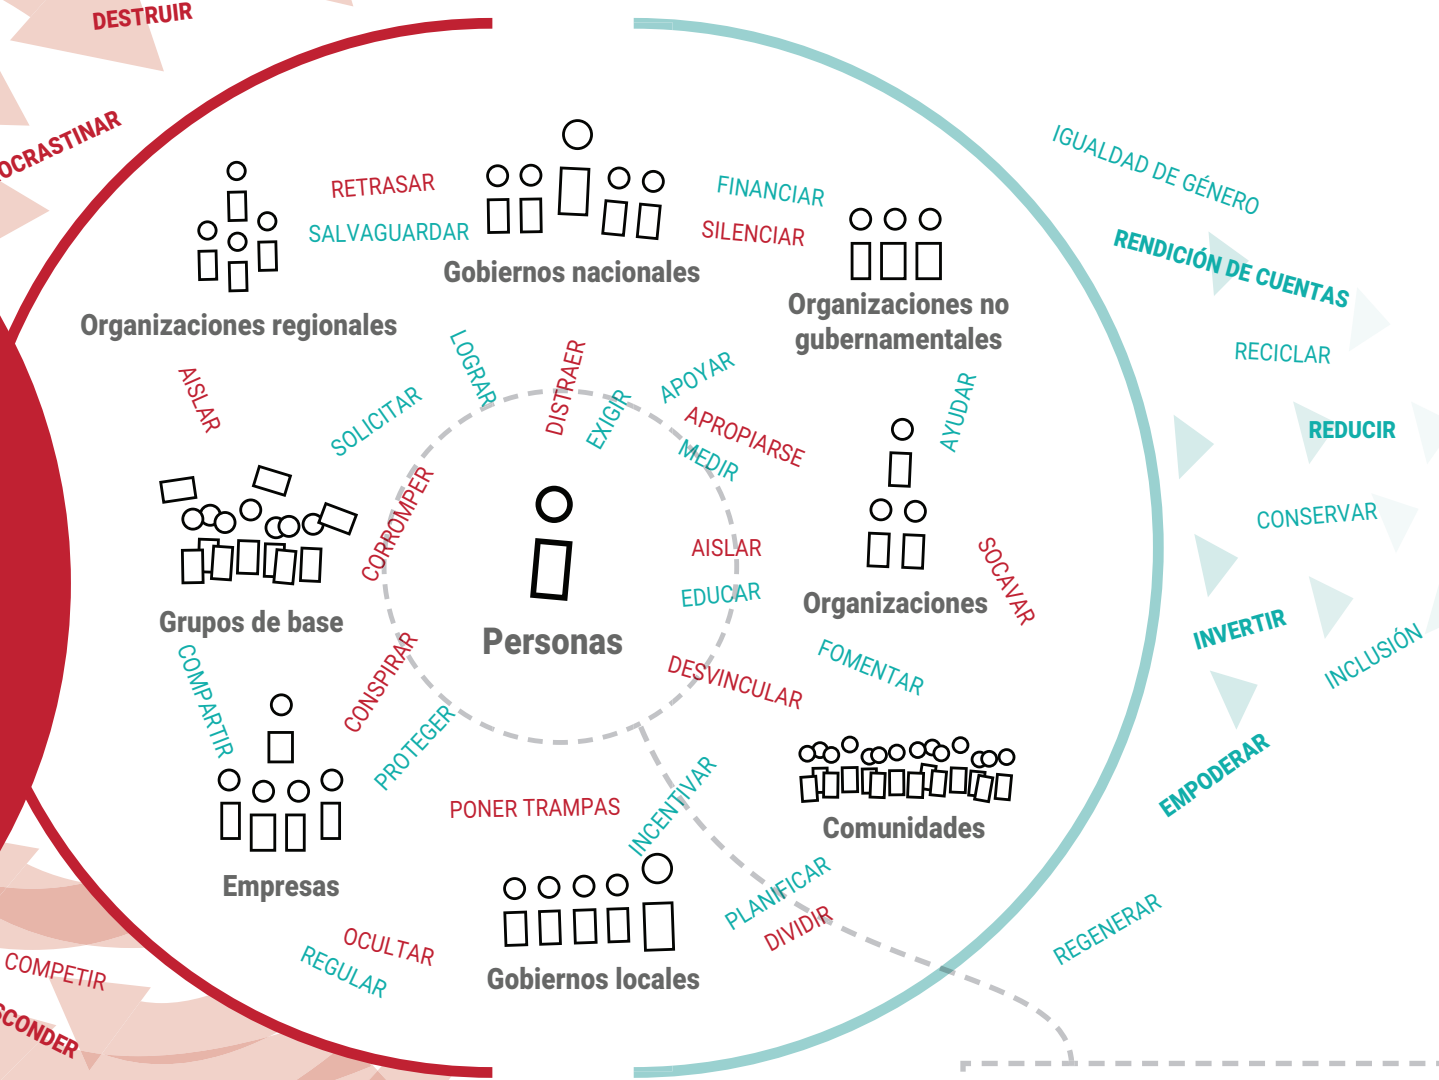 DESTRUIR
OCRASTINAR
RETRASAR
SALVAGUARDAR
Gobiernos nacionales
FINANCIAR
SILENCIAR
Organizaciones no
gubernamentales
Organizaciones regionales
IGUALDAD DE GÉNERO
RENDICIÓN DE CUENTAS
RECICLAR
REDUCIR
CONSERVAR
INVERTIR
INCLUSIÓN
EMPODERAR
REGENERAR
AISLAR
SOLICITAR
LOGRAR
DISTRAER
EXIGIR
APOYAR
APROPIARSE
MEDIR
AYUDAR
CORROMPER
AISLAR
EDUCAR
Personas
Organizaciones
SOCAVAR
Grupos de base
COMPARTIR
CONSPIRAR
PROTEGER
DESVINCULAR
FOMENTAR
Comunidades
PONER TRAMPAS
INCENTIVAR
Empresas
PLANIFICAR
DIVIDIR
OCULTAR
REGULAR
Gobiernos locales
COMPETIR
SCONDER